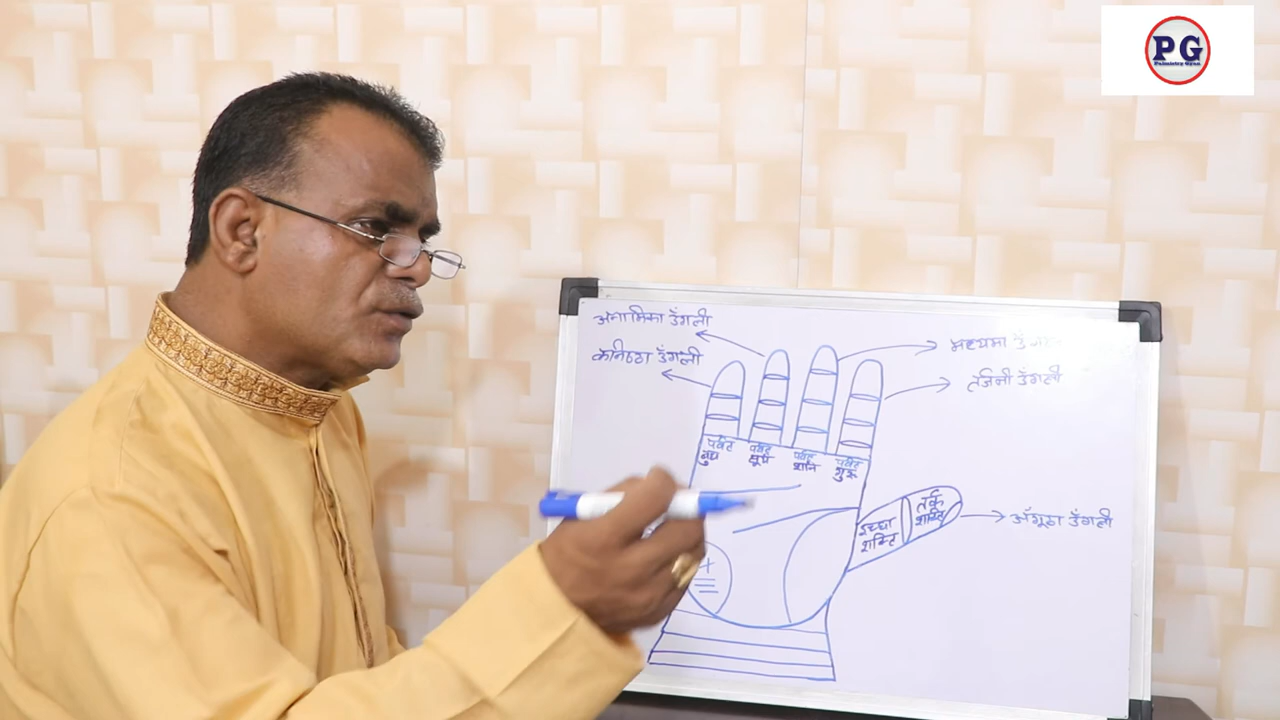 PG
Palmistry Gyan
अनामिका उँगली
कनिठठा उँगली
मध्यमा
तर्जनी उँगली
पर्वत बुध
पर्वत सूर्य
पर्वत शनि
पर्वत गुरू
इच्छा शक्ति
तर्क शक्ति
अँगूठा उँगली